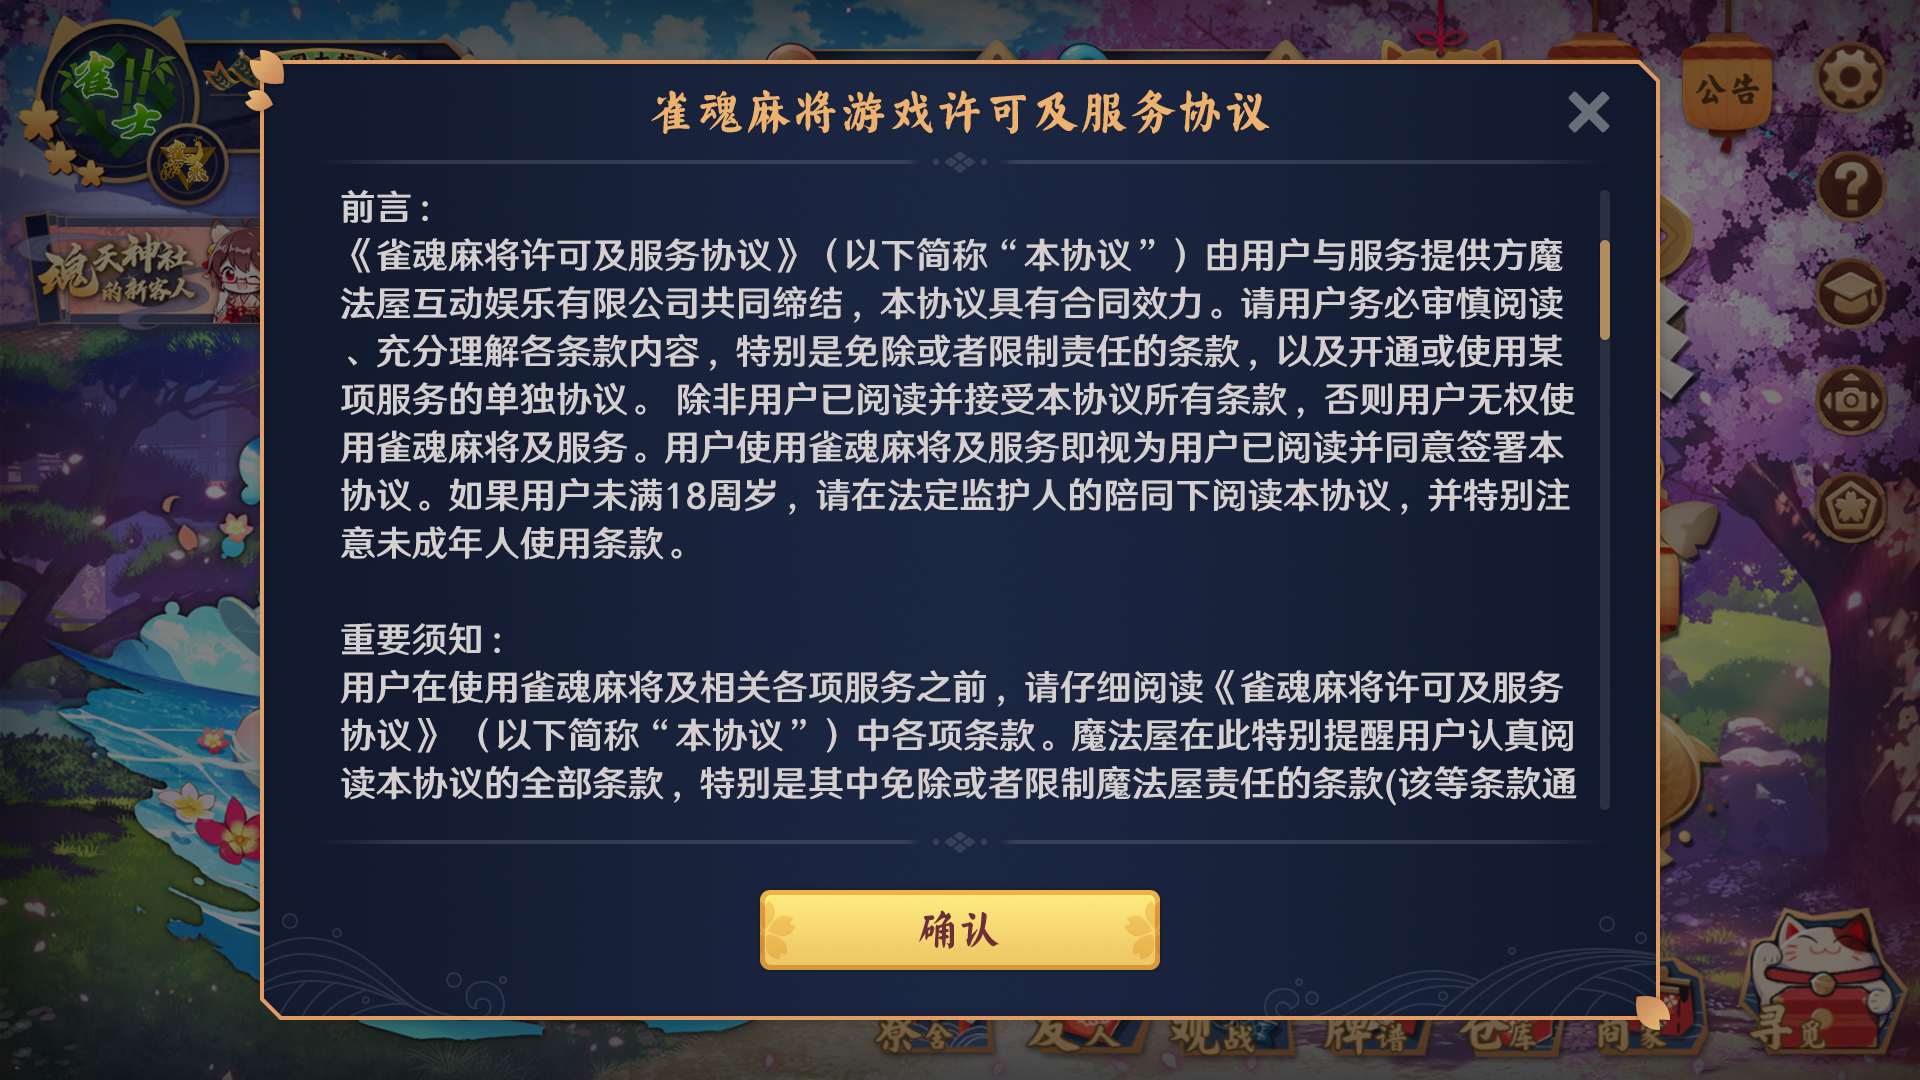 雀士
公告
魂天神社
的新客人
雀魂麻将游戏许可及服务协议
前言：
《雀魂麻将许可及服务协议》（以下简称“本协议”）由用户与服务提供方魔
法屋互动娱乐有限公司共同缔结，本协议具有合同效力。请用户务必审慎阅读
、充分理解各条款内容，特别是免除或者限制责任的条款，以及开通或使用某
项服务的单独协议。 除非用户已阅读并接受本协议所有条款，否则用户无权使
用雀魂麻将及服务。用户使用雀魂麻将及服务即视为用户已阅读并同意签署本
协议。如果用户未满18周岁，请在法定监护人的陪同下阅读本协议，并特别注
意未成年人使用条款。
重要须知：
用户在使用雀魂麻将及相关各项服务之前，请仔细阅读《雀魂麻将许可及服务
协议》（以下简称“本协议”）中各项条款。魔法屋在此特别提醒用户认真阅
读本协议的全部条款，特别是其中免除或者限制魔法屋责任的条款(该等条款通
确认
寮舍 友人 观战 牌谱 仓库 商家 寻觅